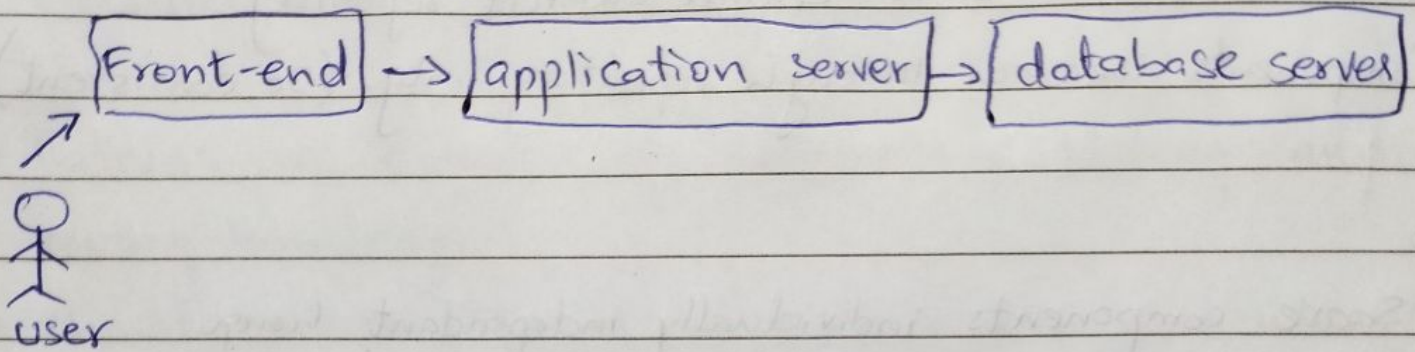 Front-end → application server → database server
user